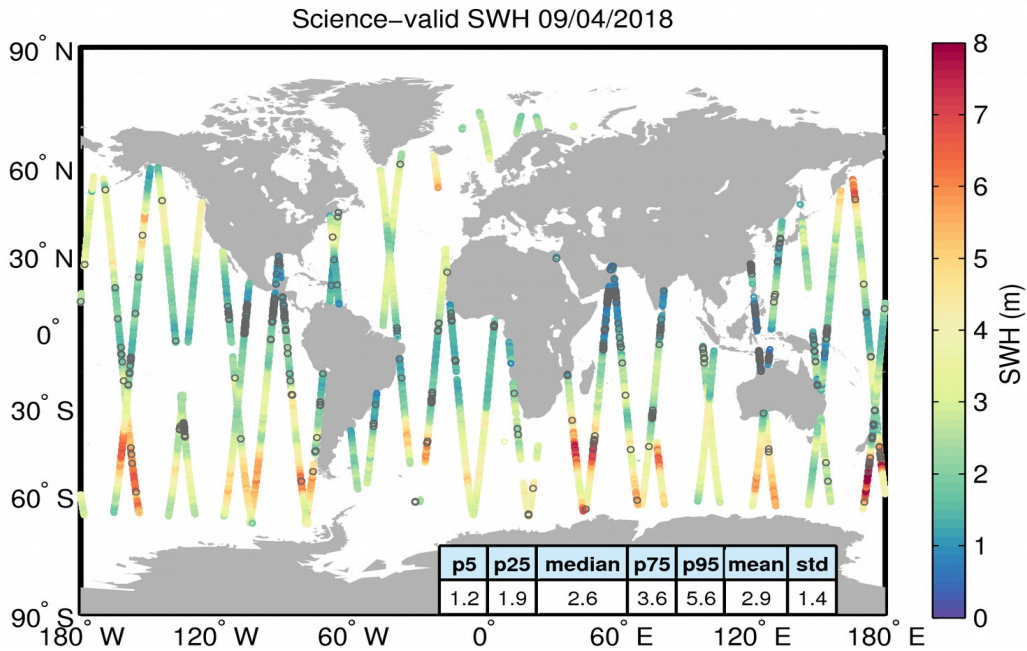 Science−valid SWH 09/04/2018
90° N
60° N
30° N
0°
30° S
60° S
90° S
180° W
120° W
60° W
0°
60° E
120° E
180° E
p5 p25 median p75 p95 mean std
1.2 1.9 2.6 3.6 5.6 2.9 1.4
8
7
6
5
4
3
2
1
0
SWH (m)